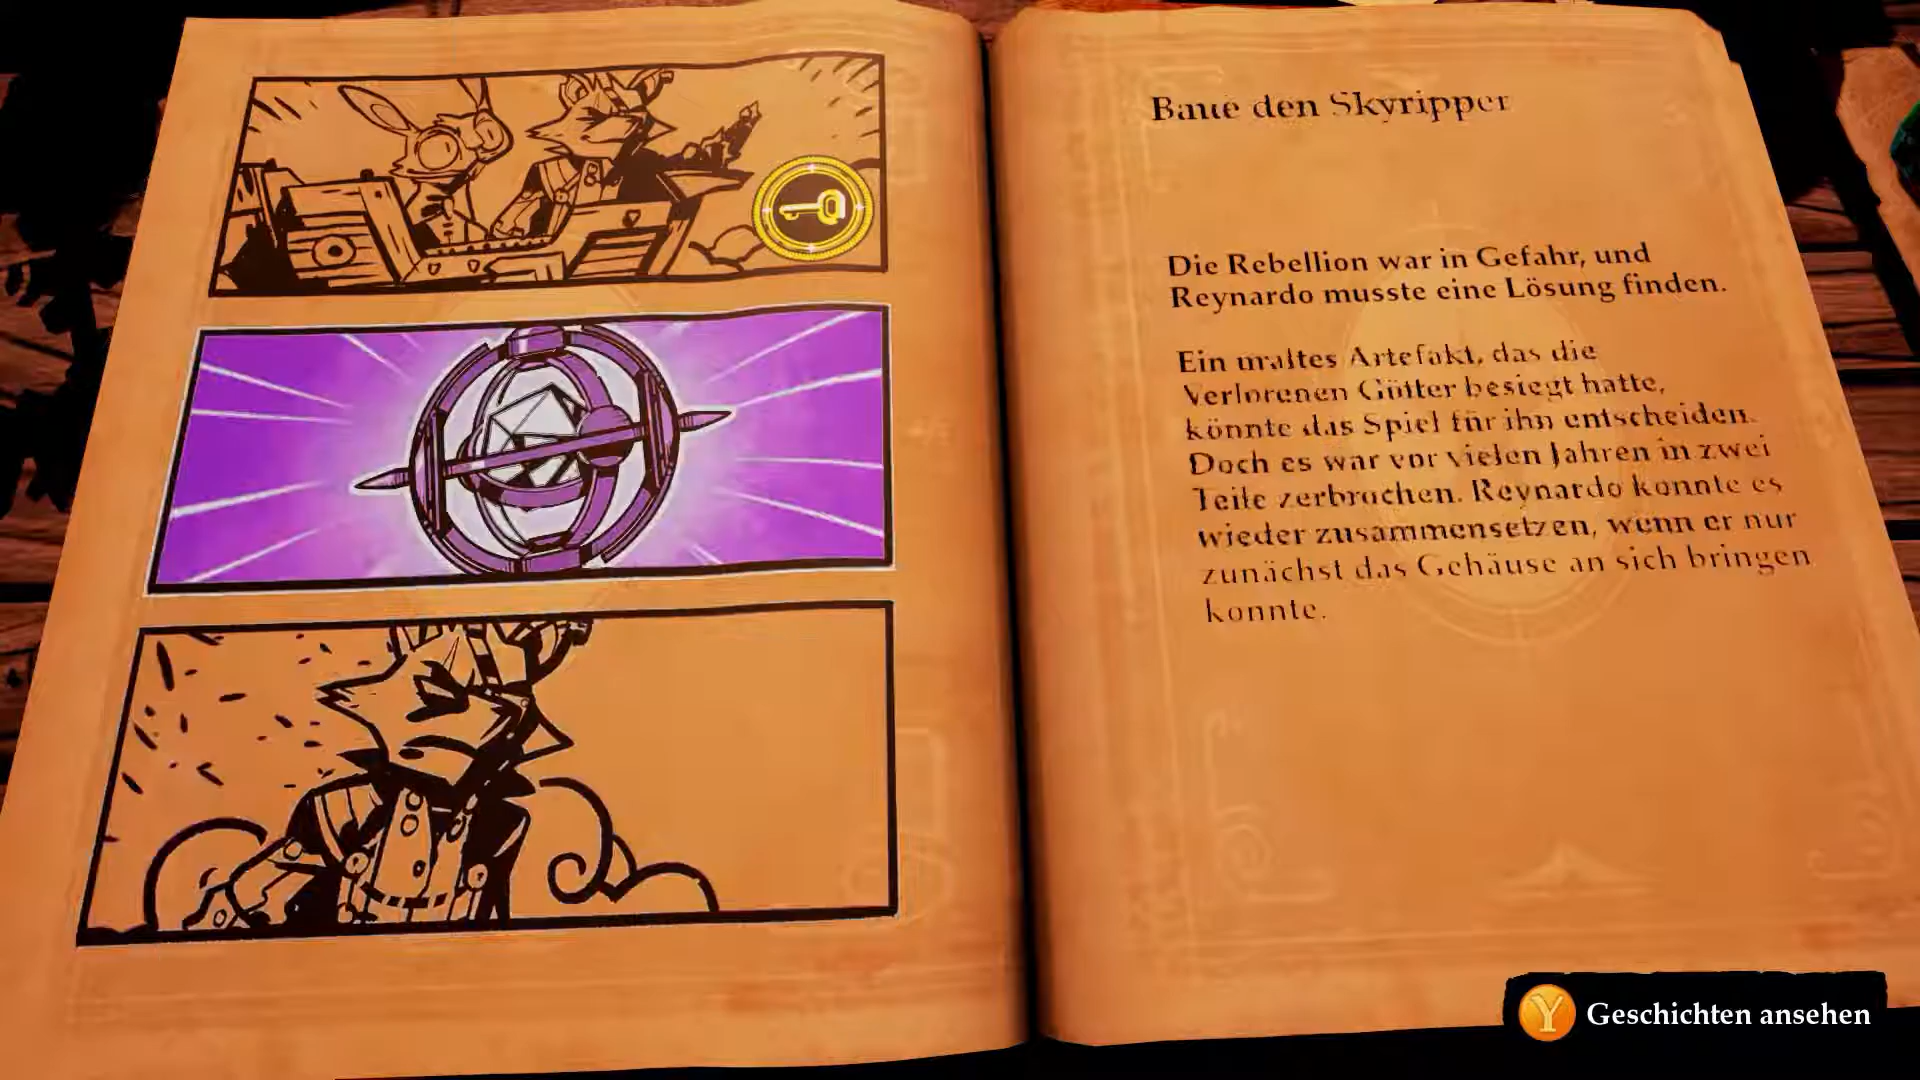 Baue den Skyripper
Die Rebellion war in Gefahr, und
Reynardo musste eine Lösung finden.
Ein uraltes Artefakt, das die
Verlorenen Götter besiegt hatte,
könnte das Spiel für ihn entscheiden.
Doch es war vor vielen Jahren in zwei
Teile zerbrochen. Reynardo konnte es
wieder zusammensetzen, wenn er nur
zunächst das Gehäuse an sich bringen
konnte.
Y Geschichten ansehen